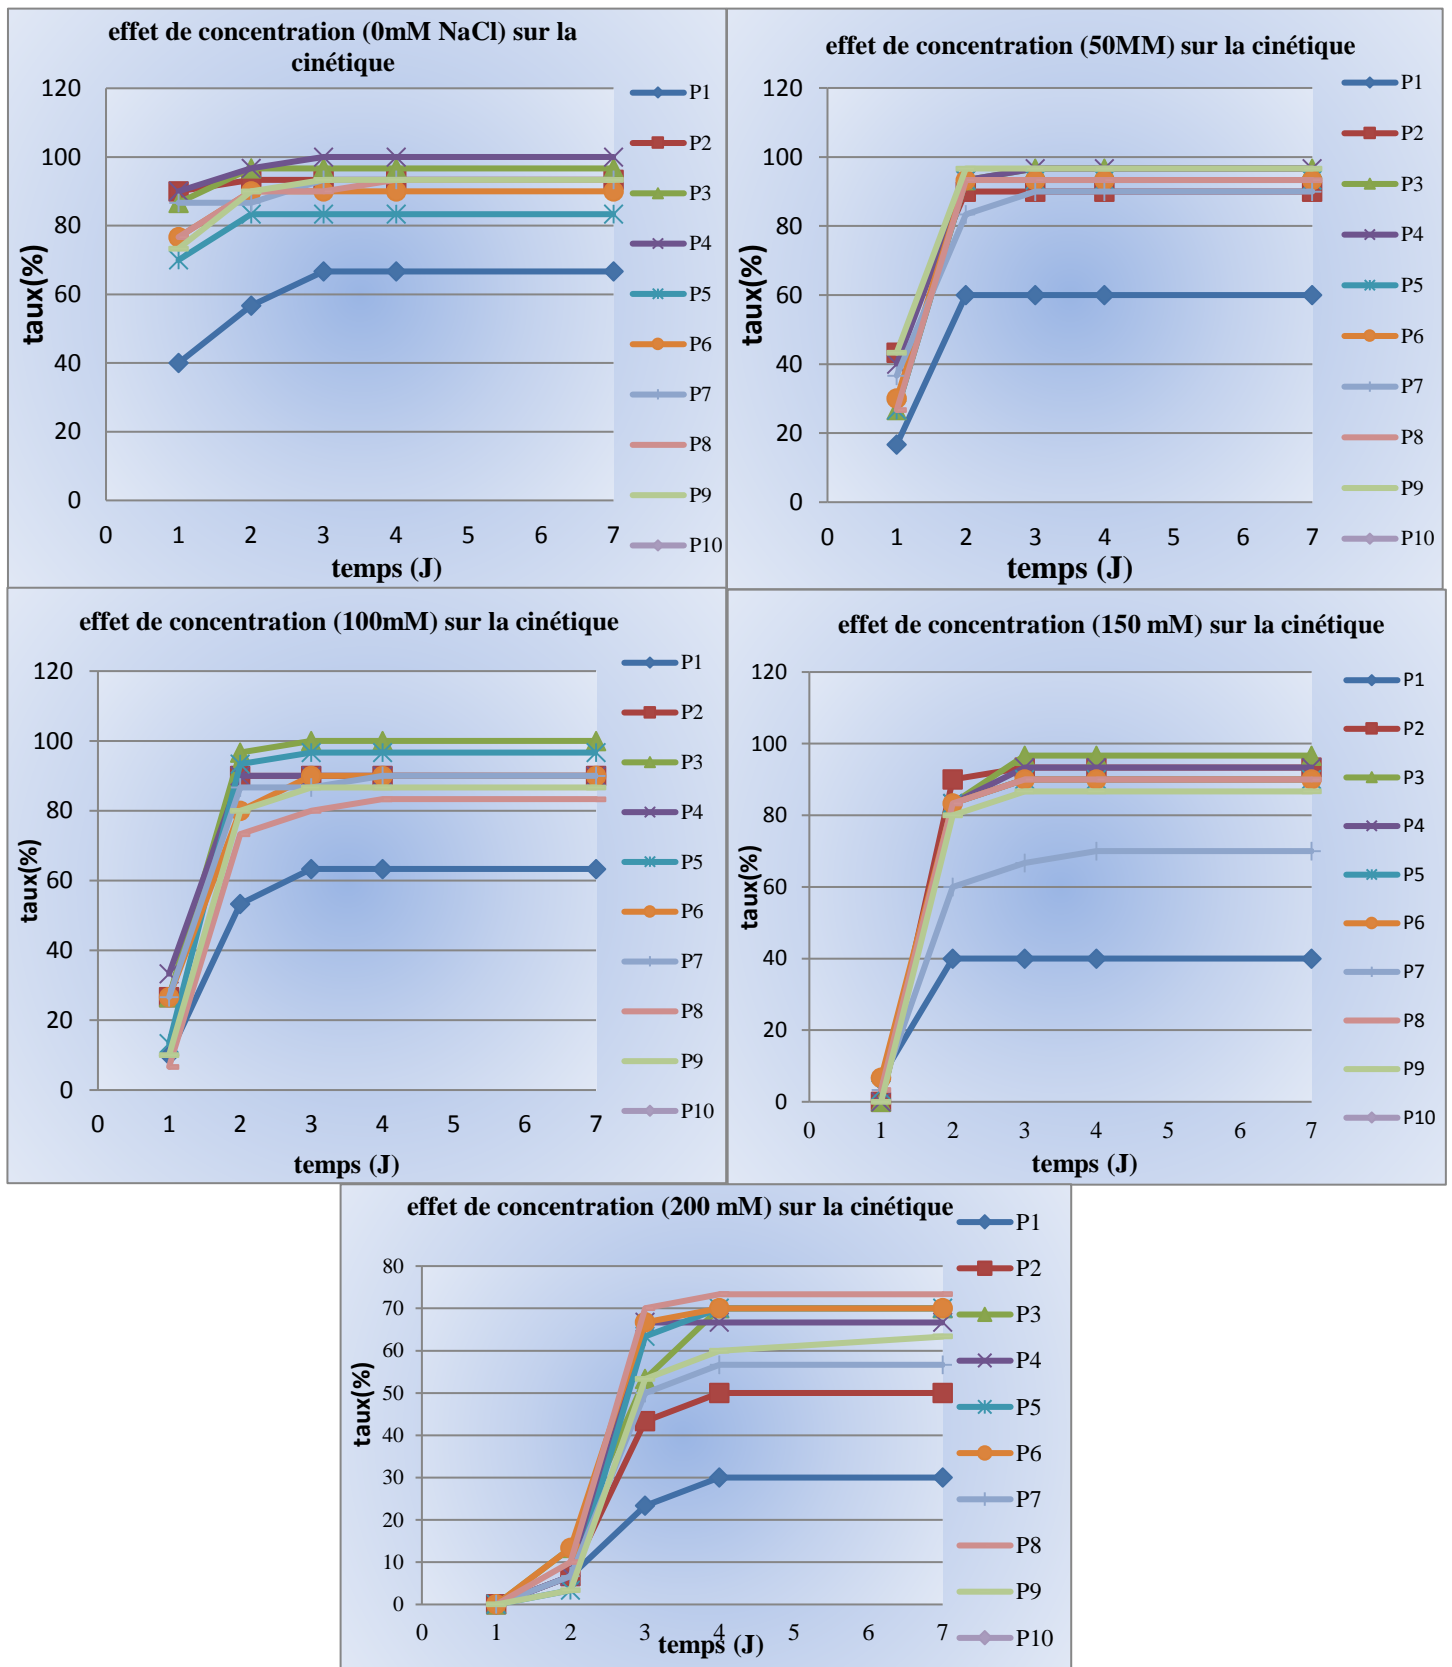 effet de concentration (0mM NaCl) sur la
cinétique
120
100
80
60
40
20
0
0 1 2 3 4 5 6 7
taux(%)
temps (J)
P1
P2
P3
P4
P5
P6
P7
P8
P9
P10
effet de concentration (50MM) sur la cinétique
120
100
80
60
40
20
0
0 1 2 3 4 5 6 7
taux(%)
temps (J)
P1
P2
P3
P4
P5
P6
P7
P8
P9
P10
effet de concentration (100mM) sur la cinétique
120
100
80
60
40
20
0
0 1 2 3 4 5 6 7
taux(%)
temps (J)
P1
P2
P3
P4
P5
P6
P7
P8
P9
P10
effet de concentration (150 mM) sur la cinétique
120
100
80
60
40
20
0
0 1 2 3 4 5 6 7
taux(%)
temps (J)
P1
P2
P3
P4
P5
P6
P7
P8
P9
P10
effet de concentration (200 mM) sur la cinétique
80
70
60
50
40
30
20
10
0
0 1 2 3 4 5 6 7
taux(%)
temps (J)
P1
P2
P3
P4
P5
P6
P7
P8
P9
P10